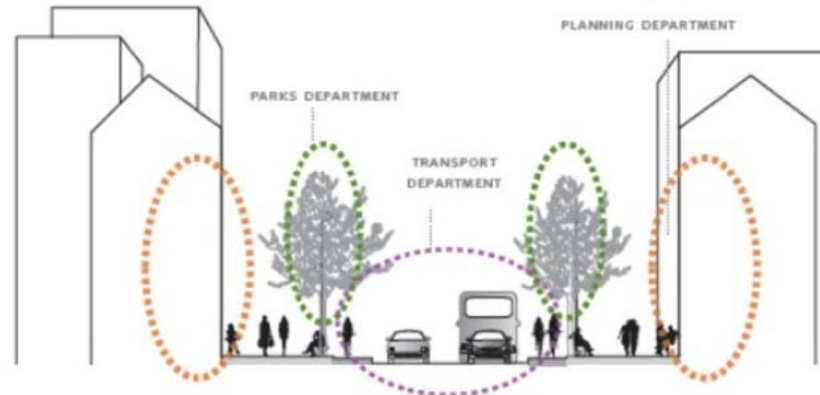 PLANNING DEPARTMENT
PARKS DEPARTMENT
TRANSPORT
DEPARTMENT